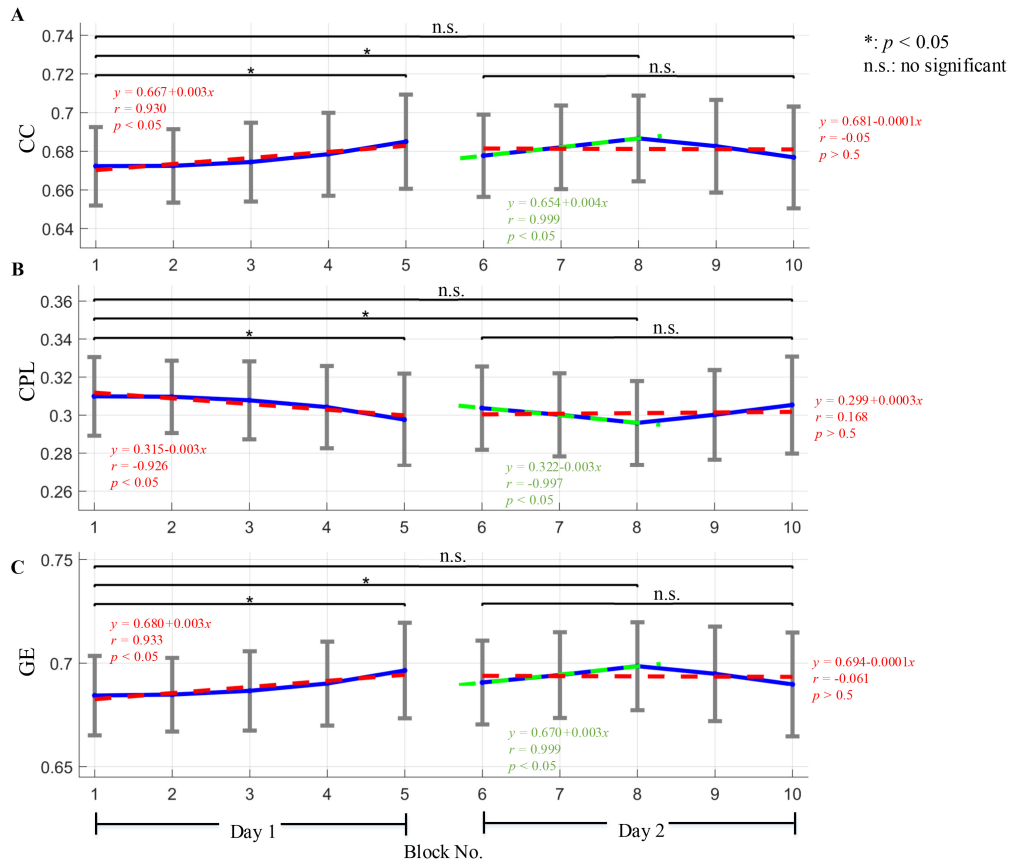 A
n.s.
*
*
n.s.
*: p < 0.05
n.s.: no significant
0.74
0.72
0.7
0.68
0.66
0.64
CC
y = 0.667+0.003x
r = 0.930
p < 0.05
y = 0.654+0.004x
r = 0.999
p < 0.05
y = 0.681-0.0001x
r = -0.05
p > 0.5
1 2 3 4 5 6 7 8 9 10
B
n.s.
*
*
n.s.
0.36
0.34
0.32
0.3
0.28
0.26
CPL
y = 0.315-0.003x
r = -0.926
p < 0.05
y = 0.322-0.003x
r = -0.997
p < 0.05
y = 0.299+0.0003x
r = 0.168
p > 0.5
1 2 3 4 5 6 7 8 9 10
C
n.s.
*
*
n.s.
0.75
0.7
0.65
GE
y = 0.680+0.003x
r = 0.933
p < 0.05
y = 0.670+0.003x
r = 0.999
p < 0.05
y = 0.694-0.0001x
r = -0.061
p > 0.5
1 2 3 4 5 6 7 8 9 10
Day 1 Day 2
Block No.